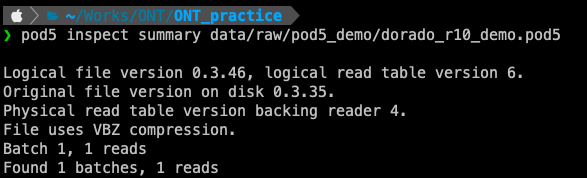 ~/Works/DNT/ONT_practice
❯ pod5 inspect summary data/raw/pod5_demo/dorado_r10_demo.pod5
Logical file version 0.3.46, logical read table version 6.
Original file version on disk 0.3.35.
Physical read table version backing reader 4.
File uses VBZ compression.
Batch 1, 1 reads
Found 1 batches, 1 reads